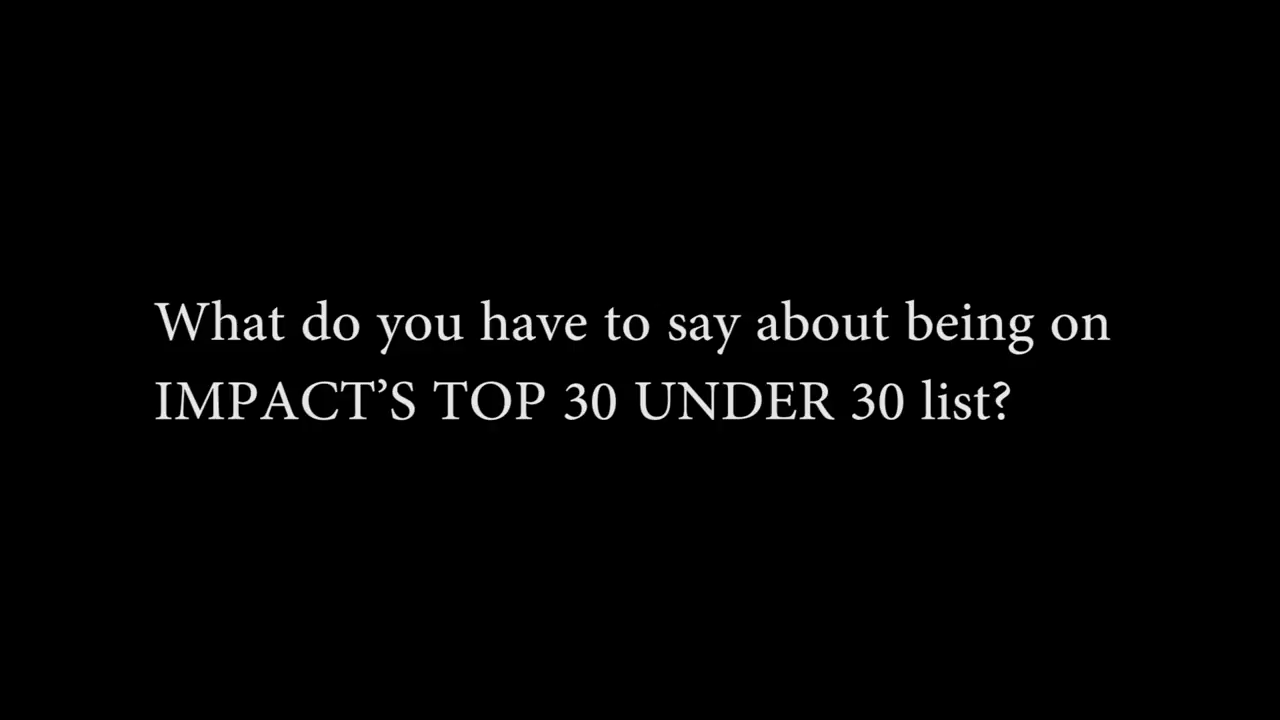 What do you have to say about being on
IMPACT’S TOP 30 UNDER 30 list?